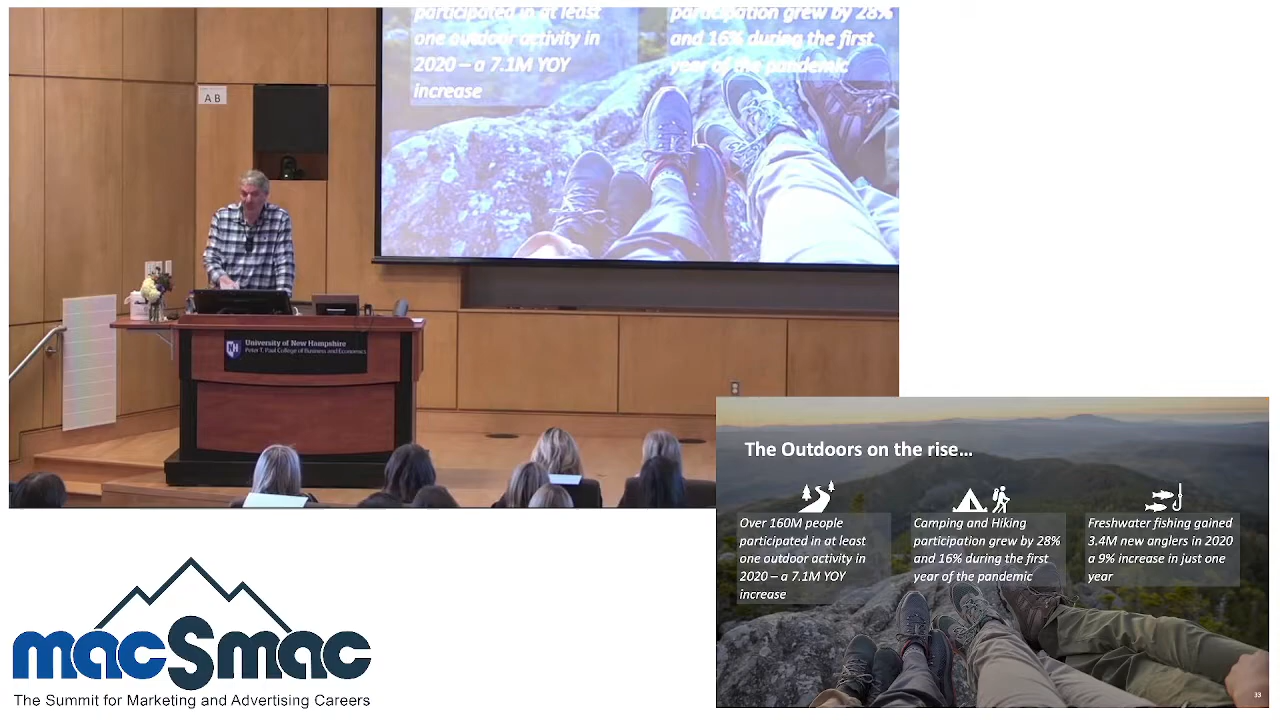 participated in at least
one outdoor activity in
2020 – a 7.1M YOY
increase
participation grew by 28%
and 16% during the first
year of the pandemic
A B
University of New Hampshire
Peter T. Paul College of Business and Economics
The Outdoors on the rise...
Over 160M people
participated in at least
one outdoor activity in
2020 – a 7.1M YOY
increase
Camping and Hiking
participation grew by 28%
and 16% during the first
year of the pandemic
Freshwater fishing gained
3.4M new anglers in 2020
a 9% increase in just one
year
33
macSmac
The Summit for Marketing and Advertising Careers